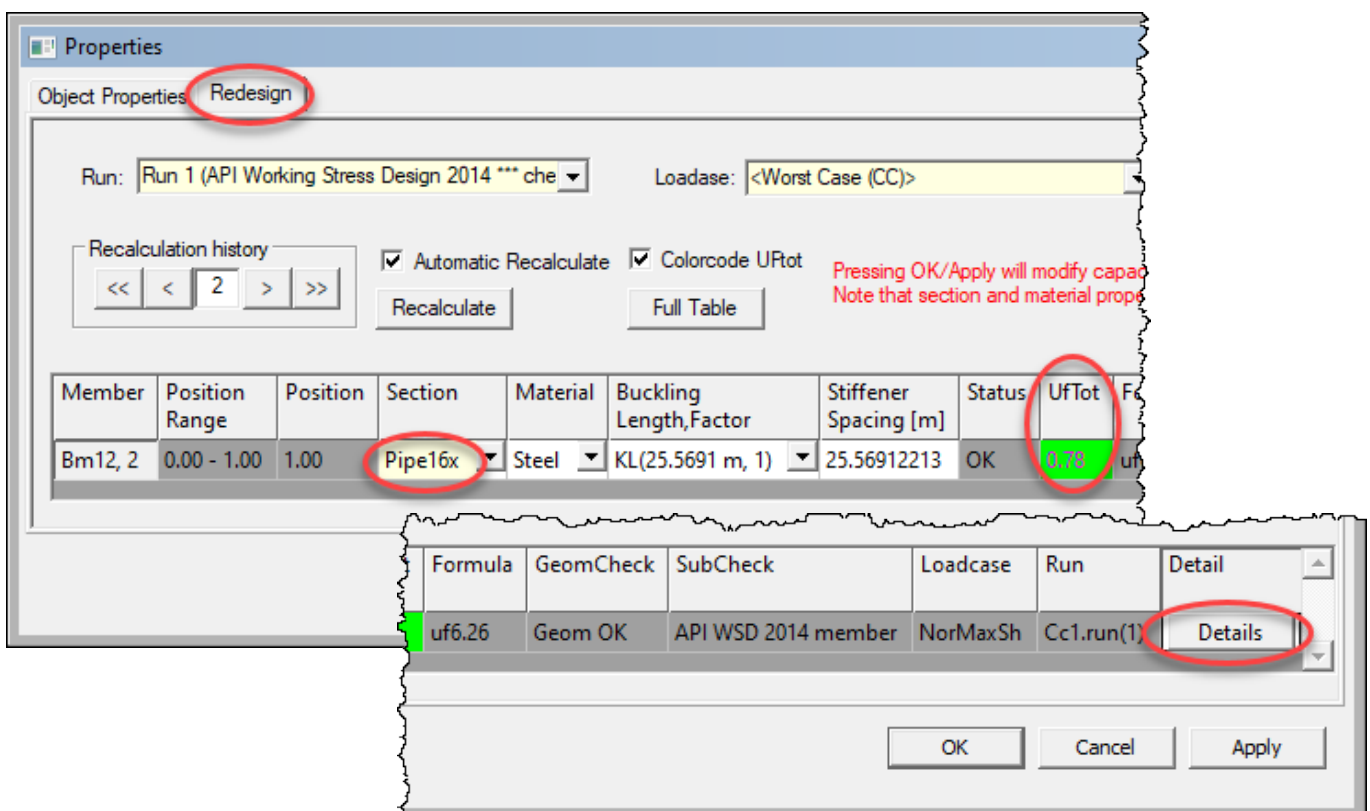 Properties
Object Properties Redesign
Run: Run 1 (API Working Stress Design 2014 *** che Loadase: <Worst Case (CC)>
Recalculation history
<< < 2 > >>
Automatic Recalculate Colorcode UFtot
Recalculate Full Table
Pressing OK/Apply will modify capac
Note that section and material prope
Member Position Range Position Section Material Buckling Length,Factor Stiffener Spacing [m] Status UfTot Fo
Bm12, 2 0.00 - 1.00 1.00 Pipe16x Steel KL(25.5691 m, 1) 25.56912213 OK 0.78 uf
Formula GeomCheck SubCheck Loadcase Run Detail
uf6.26 Geom OK API WSD 2014 member NorMaxSh Cc1.run(1) Details
OK Cancel Apply